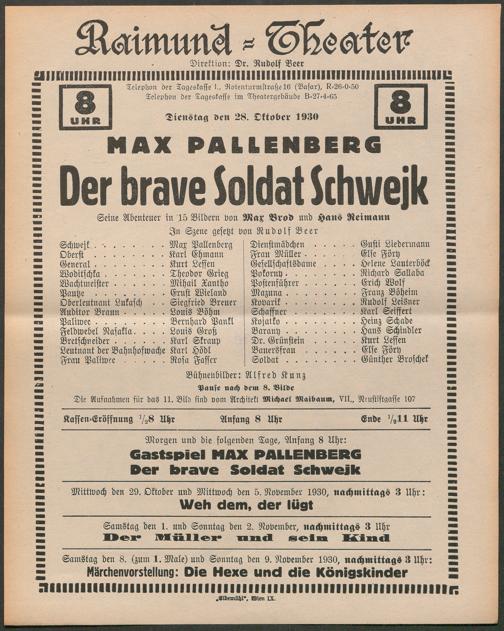 Raimund-Theater
Direktion: Dr. Rudolf Beer
8 UHR
Telephon der Tageskasse I., Rotenturmstraße 16 (Basar), R-26-0-50
Telephon der Tageskasse im Theatergebäude B-27-4-65
8 UHR
Dienstag den 28. Oktober 1930
MAX PALLENBERG
Der brave Soldat Schwejk
Seine Abenteuer in 15 Bildern von Max Brod und Hans Reimann
In Szene gesetzt von Rudolf Beer
Schwejk . . . . . . . . Max Pallenberg
Oberst . . . . . . . . Karl Ehmann
General . . . . . . . . Kurt Lessen
Woditschka . . . . . . Theodor Grieg
Wachtmeister . . . . . Mihail Xantho
Pantze . . . . . . . . Ernst Wieland
Oberleutnant Lukasch . Siegfried Breuer
Auditor Braun . . . . . Louis Böhm
Paliwec . . . . . . . . Bernhard Pankl
Feldwebel Nasakla . . . Louis Groß
Bretschneider . . . . . Karl Skraup
Leutnant der Bahnhofwache Karl Hödl
Frau Paliwec . . . . . Rosa Fasser
Dienstmädchen . . . . . Gusti Liedermann
Frau Müller . . . . . . Else Föry
Gesellschaftsdame . . . Helene Lauterböck
Pokorny . . . . . . . . Richard Sallaba
Postenführer . . . . . Erich Wolf
Mazuna . . . . . . . . Franz Böheim
Kovarik . . . . . . . . Rudolf Leisner
Schaffner . . . . . . . Karl Seiffert
Kojatko . . . . . . . . Heinz Schade
Barany . . . . . . . . Hans Schindler
Dr. Grünstein . . . . . Kurt Lessen
Bauersfrau . . . . . . Else Föry
Soldat . . . . . . . . Günther Broschek
Bühnenbilder: Alfred Kunz
Pause nach dem 8. Bilde
Die Aufnahmen für das 11. Bild sind vom Architekt Michael Maibaum, VII., Neustiftgasse 107
Kassen-Eröffnung 1/28 Uhr Anfang 8 Uhr Ende 1/211 Uhr
Morgen und die folgenden Tage, Anfang 8 Uhr:
Gastspiel MAX PALLENBERG
Der brave Soldat Schwejk
Mittwoch den 29. Oktober und Mittwoch den 5. November 1930, nachmittags 3 Uhr:
Weh dem, der lügt
Samstag den 1. und Sonntag den 2. November, nachmittags 3 Uhr
Der Müller und sein Kind
Samstag den 8. (zum 1. Male) und Sonntag den 9. November 1930, nachmittags 3 Uhr:
Märchenvorstellung: Die Hexe und die Königskinder
„Elbemühl", Wien IX.